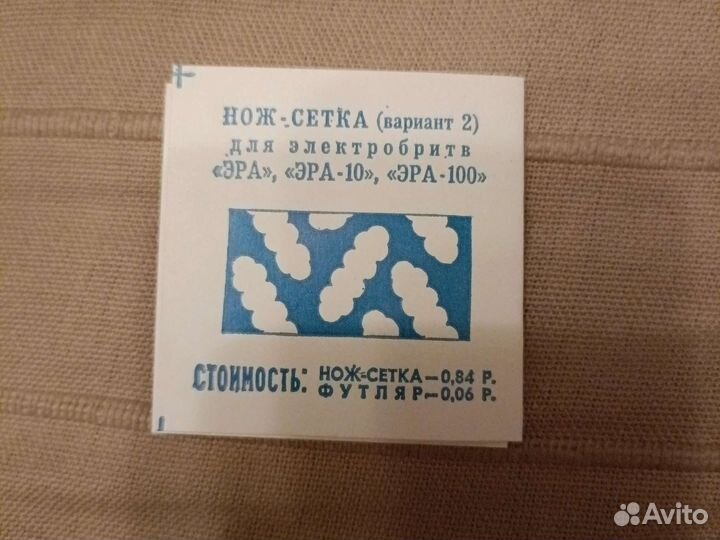 НОЖ-СЕТКА (вариант 2)
для электробритв
«ЭРА», «ЭРА-10», «ЭРА-100»
СТОИМОСТЬ: НОЖ-СЕТКА—0,84 Р.
ФУТЛЯР—0,06 Р.
Avito